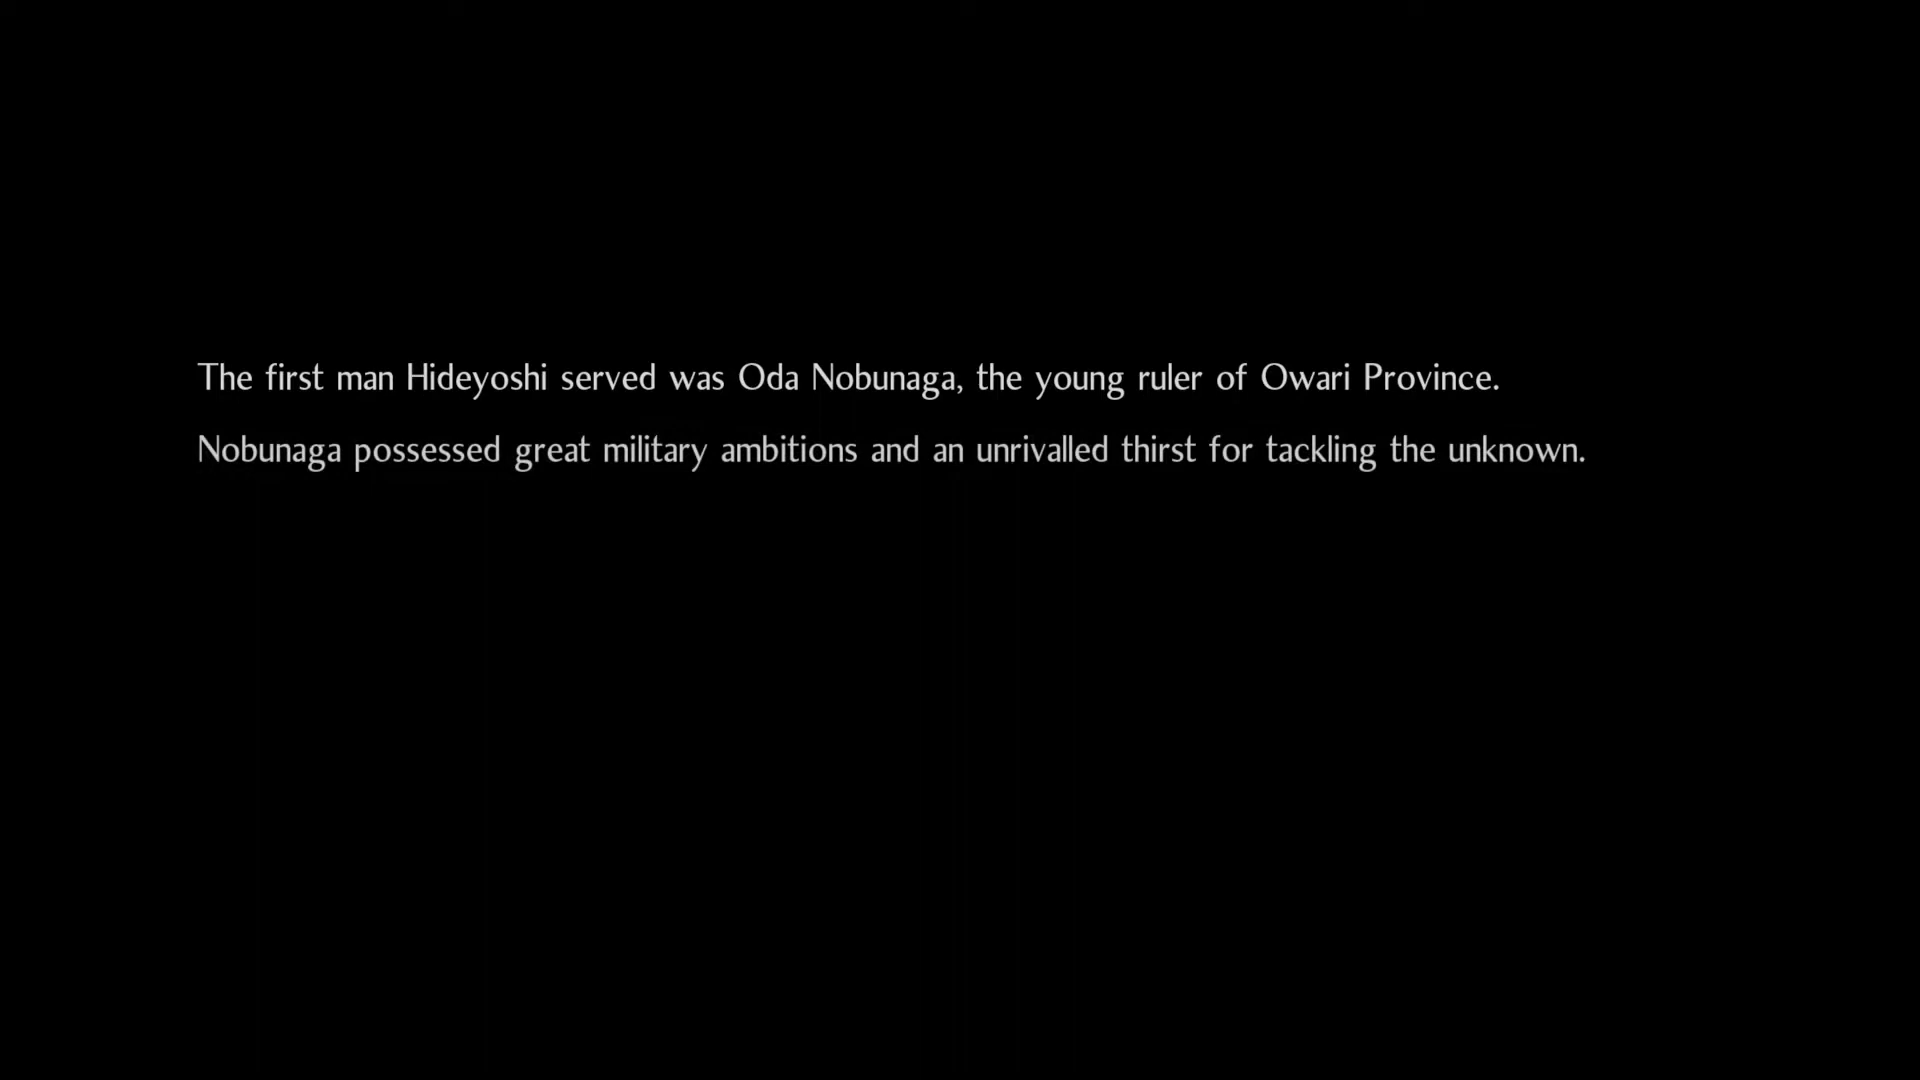 The first man Hideyoshi served was Oda Nobunaga, the young ruler of Owari Province.
Nobunaga possessed great military ambitions and an unrivalled thirst for tackling the unknown.